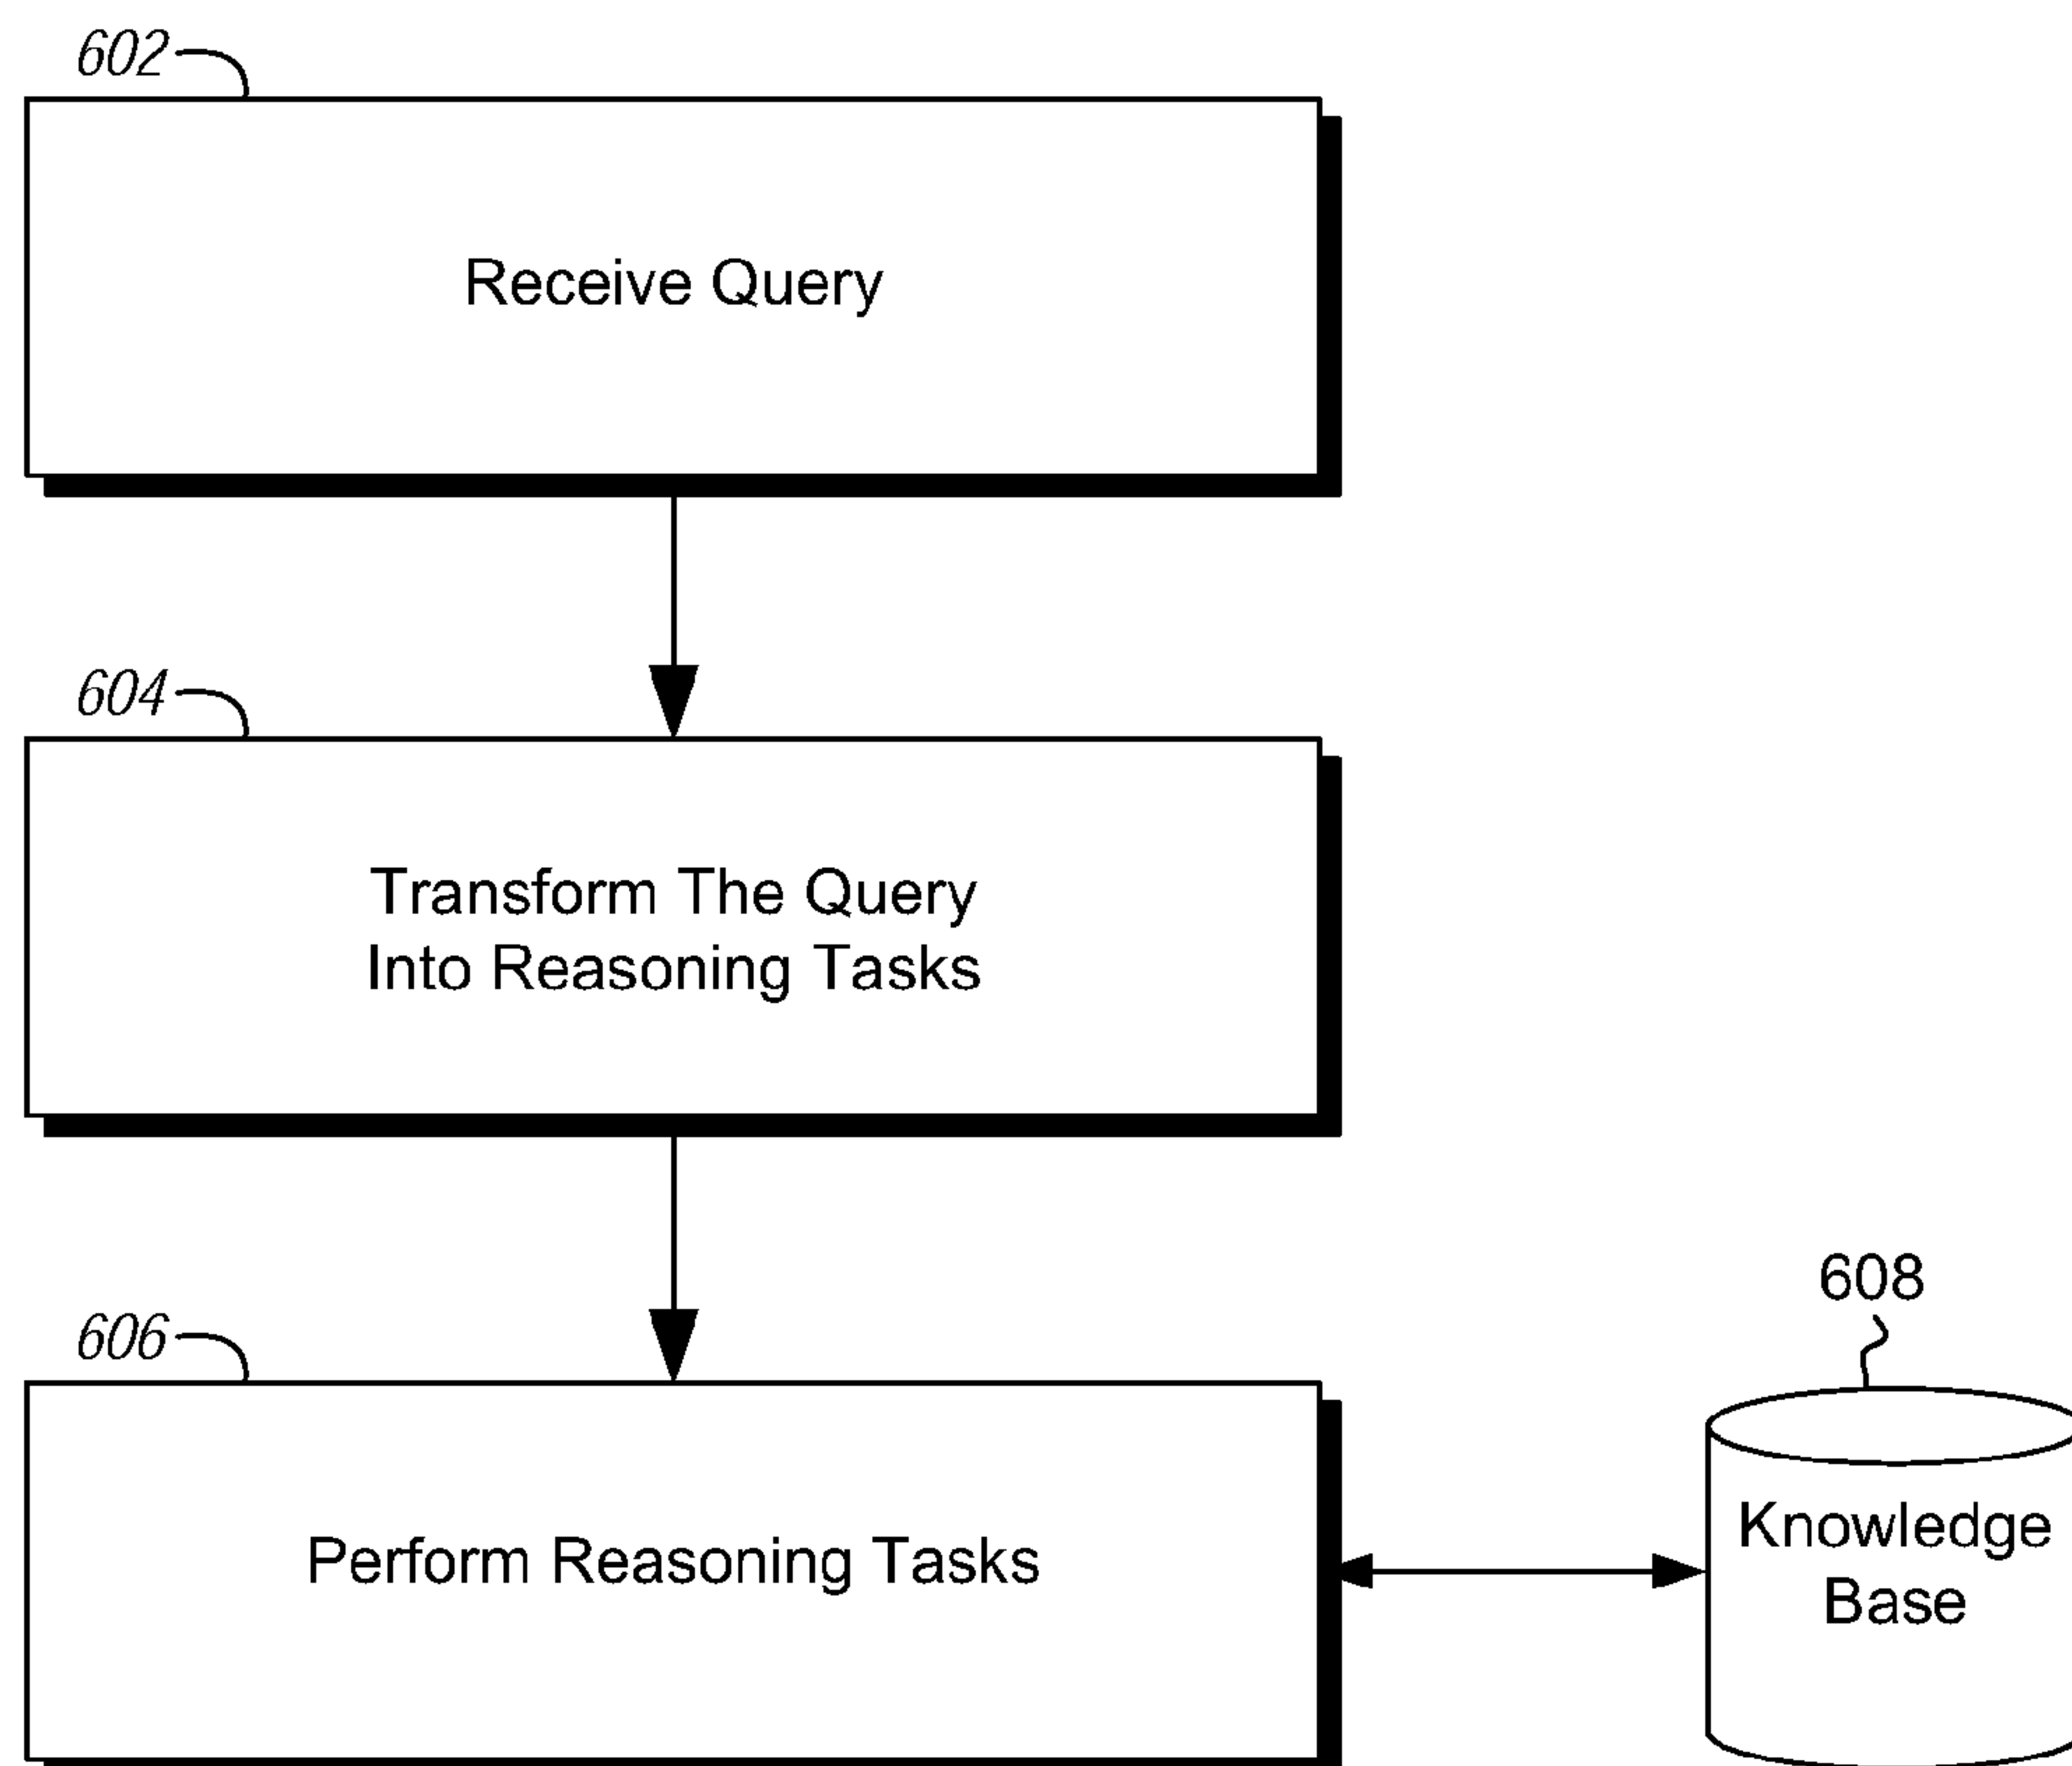 602
Receive Query
604
Transform The Query
Into Reasoning Tasks
606
Perform Reasoning Tasks
608
Knowledge
Base